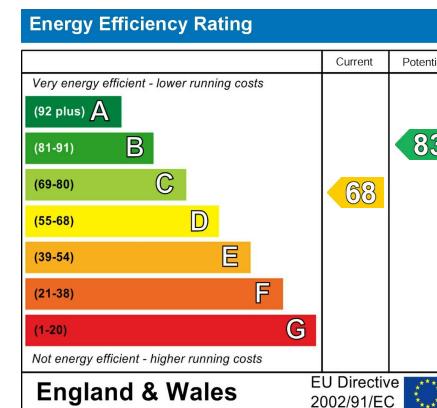 Energy Efficiency Rating
Current Potenti
Very energy efficient - lower running costs
(92 plus) A
(81-91) B
83
(69-80) C
68
(55-68) D
(39-54) E
(21-38) F
(1-20) G
Not energy efficient - higher running costs
England & Wales
EU Directive
2002/91/EC